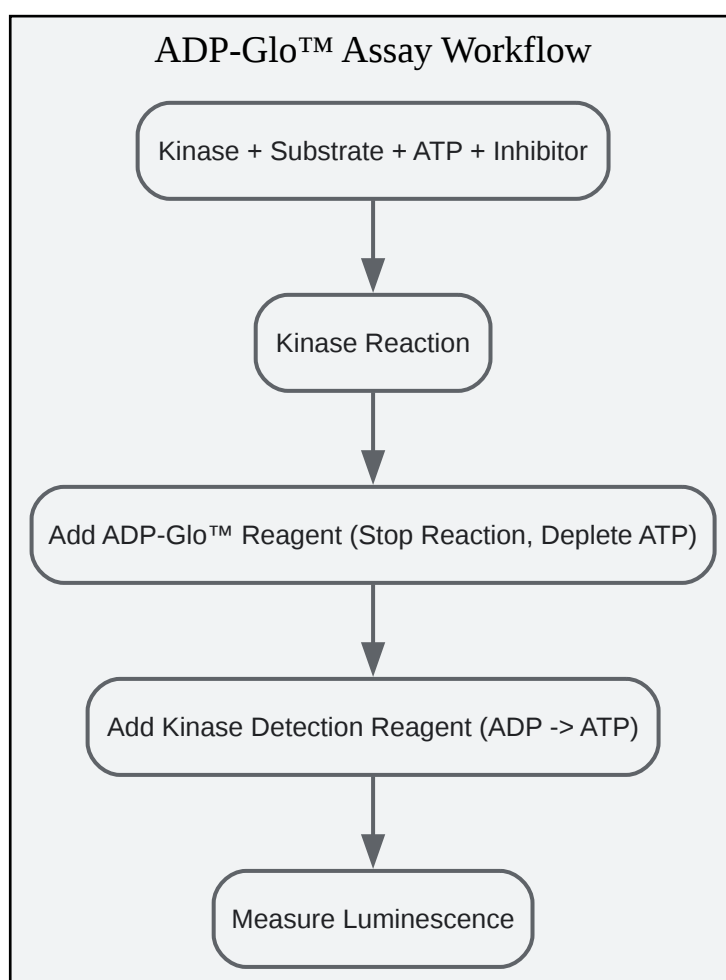 ADP-Glo™ Assay Workflow
Kinase + Substrate + ATP + Inhibitor
Kinase Reaction
Add ADP-Glo™ Reagent (Stop Reaction, Deplete ATP)
Add Kinase Detection Reagent (ADP -> ATP)
Measure Luminescence